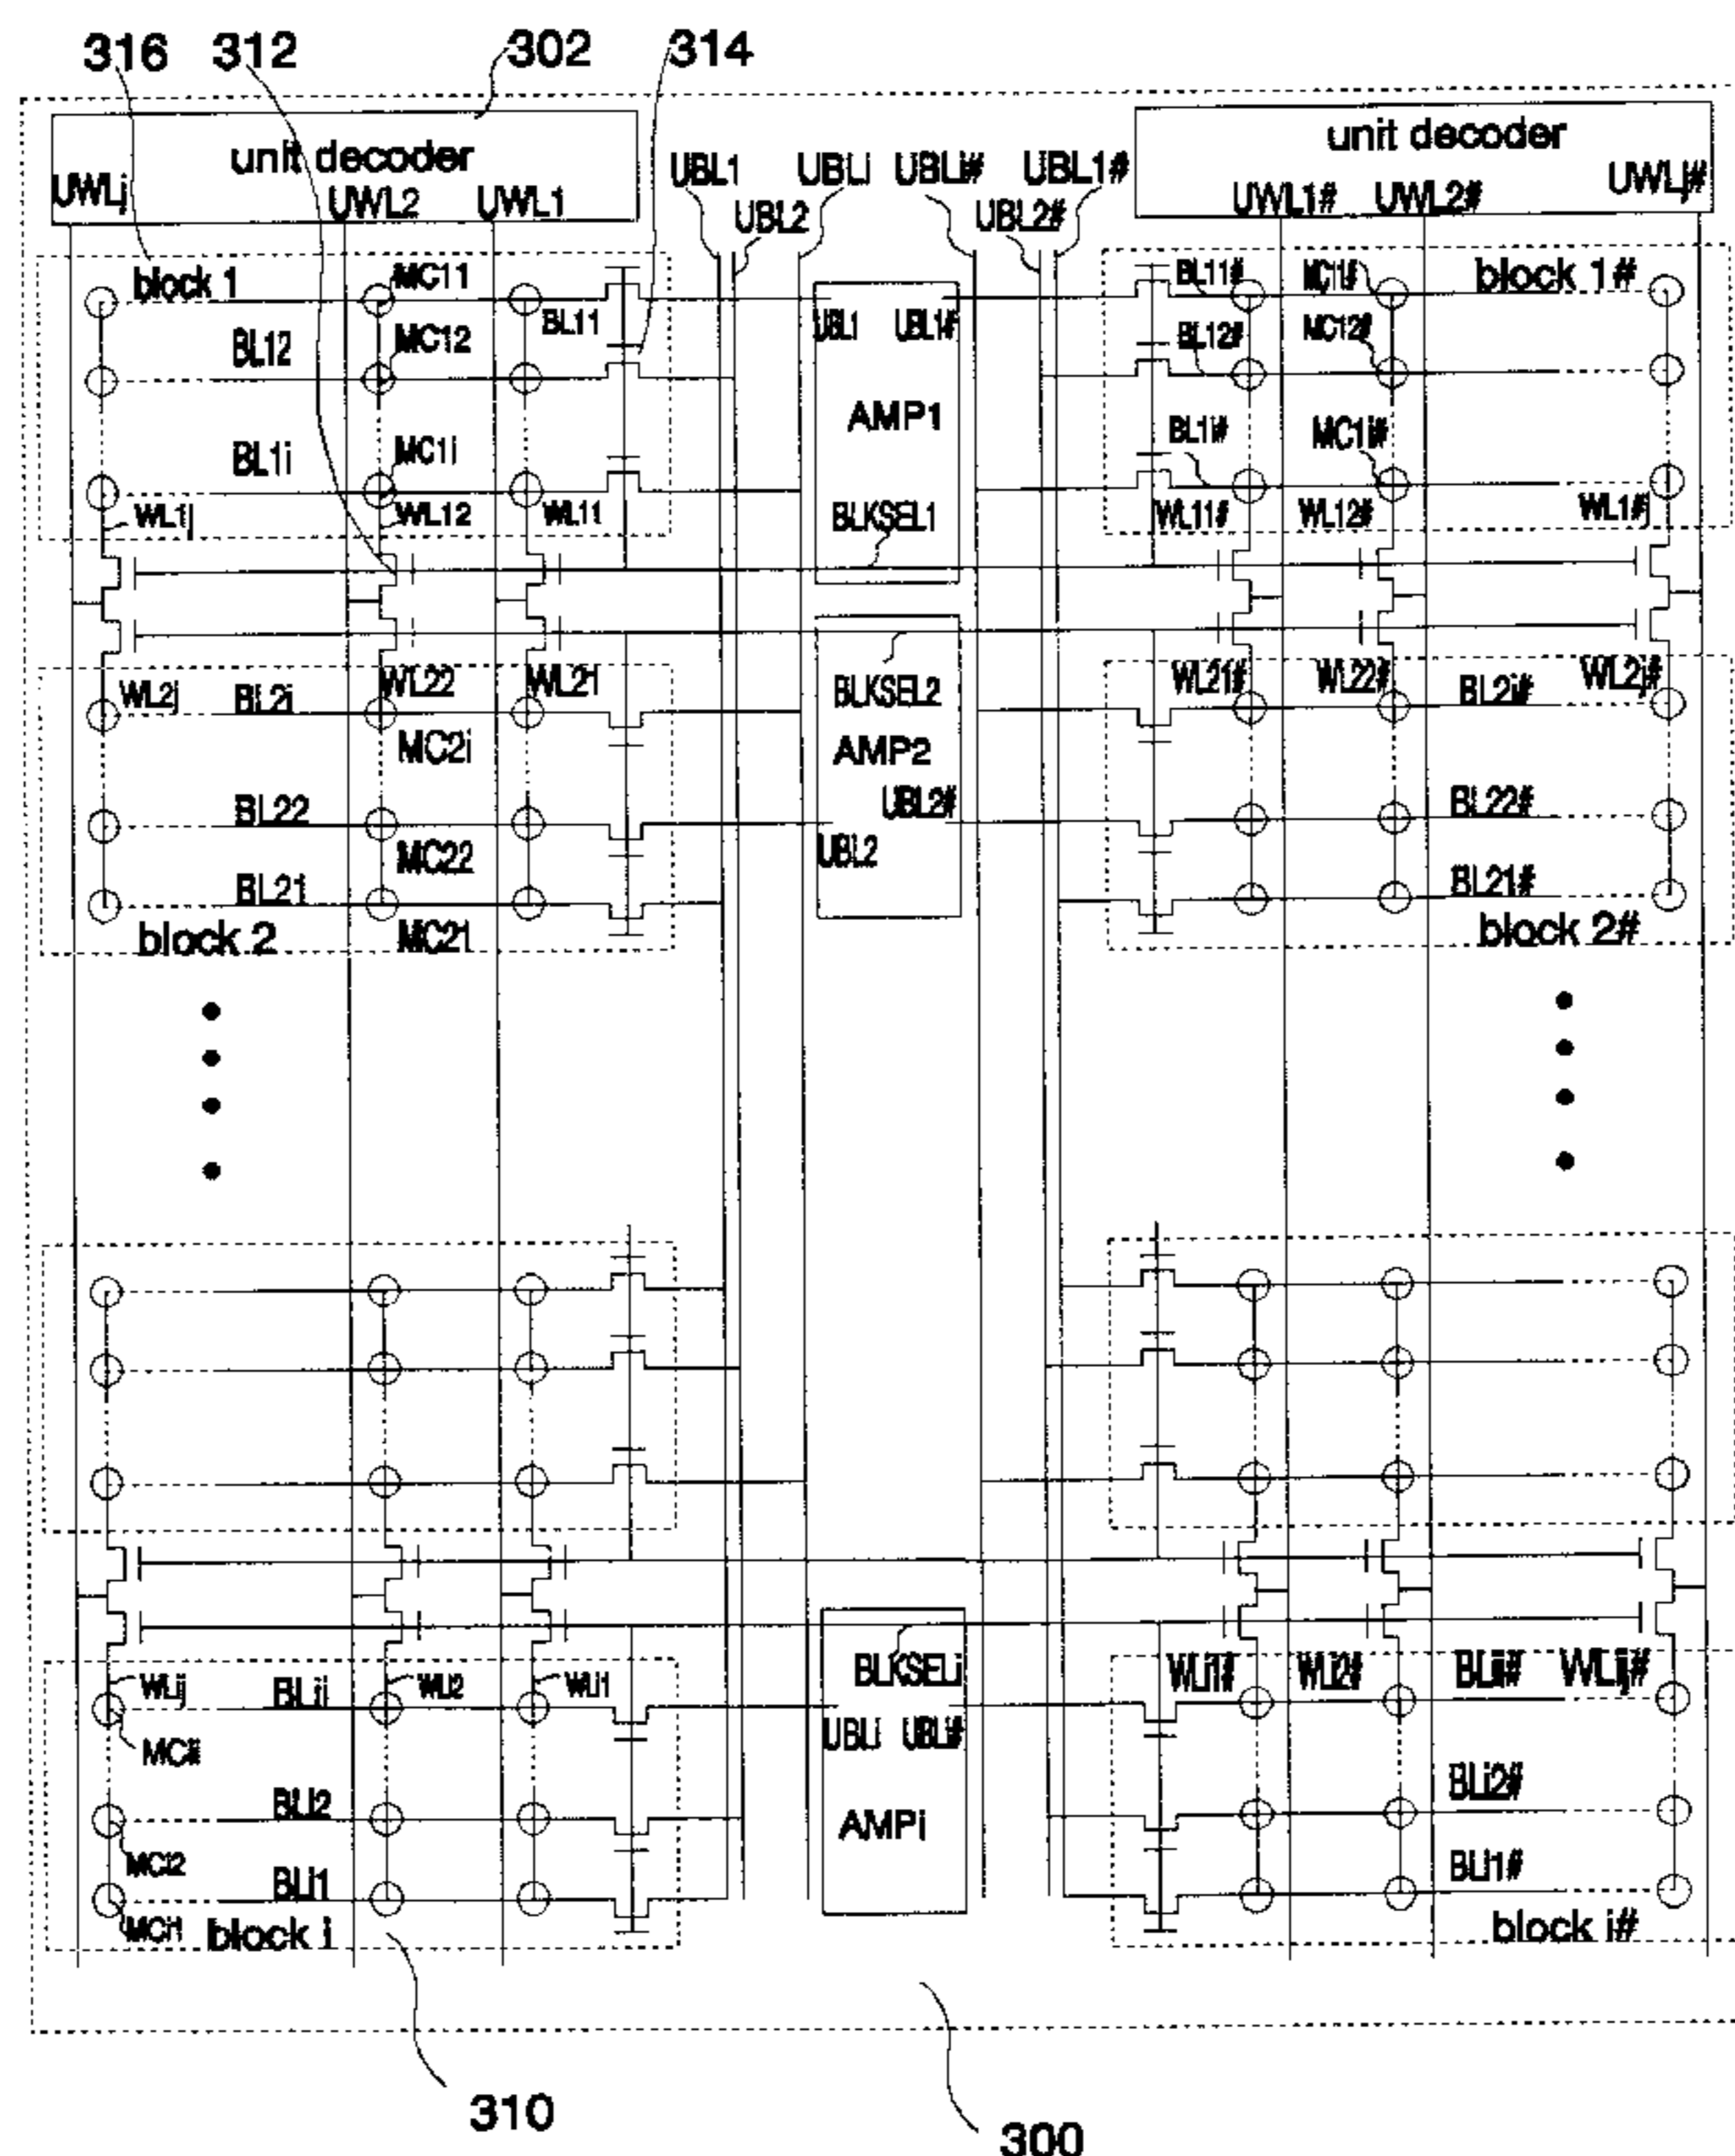 316 312 302 314
unit decoder
unit decoder
UWLj UWL2 UWL1
UBL1 UBLi UBLi# UBL1#
UBL2 UBL2#
UWL1# UWL2# UWLj#
block 1 MC11 BL11# MC11# block 1#
BL11 UBL1 UBL1#
BL12 MC12 BL12# MC12#
AMP1
BL1i MC1i BL1i# MC1i#
WL1j WL12 WL11 BLKSEL1 WL11# WL12# WL1#j
WL2j BL2i WL22 WL21 BLKSEL2 WL21# WL22# BL2i# WL2j#
MC2i AMP2
BL22 UBL2# BL22#
MC22 UBL2
BL21 BL21#
block 2 MC21 block 2#
WLij BLii WLi2 WLi1 BLKSELi WLi1# WLi2# BLii# WLij#
MCii UBLi UBLi#
BLi2 AMPi BLi2#
MCi2
BLi1 BLi1#
MCi1 block i block i#
310
300